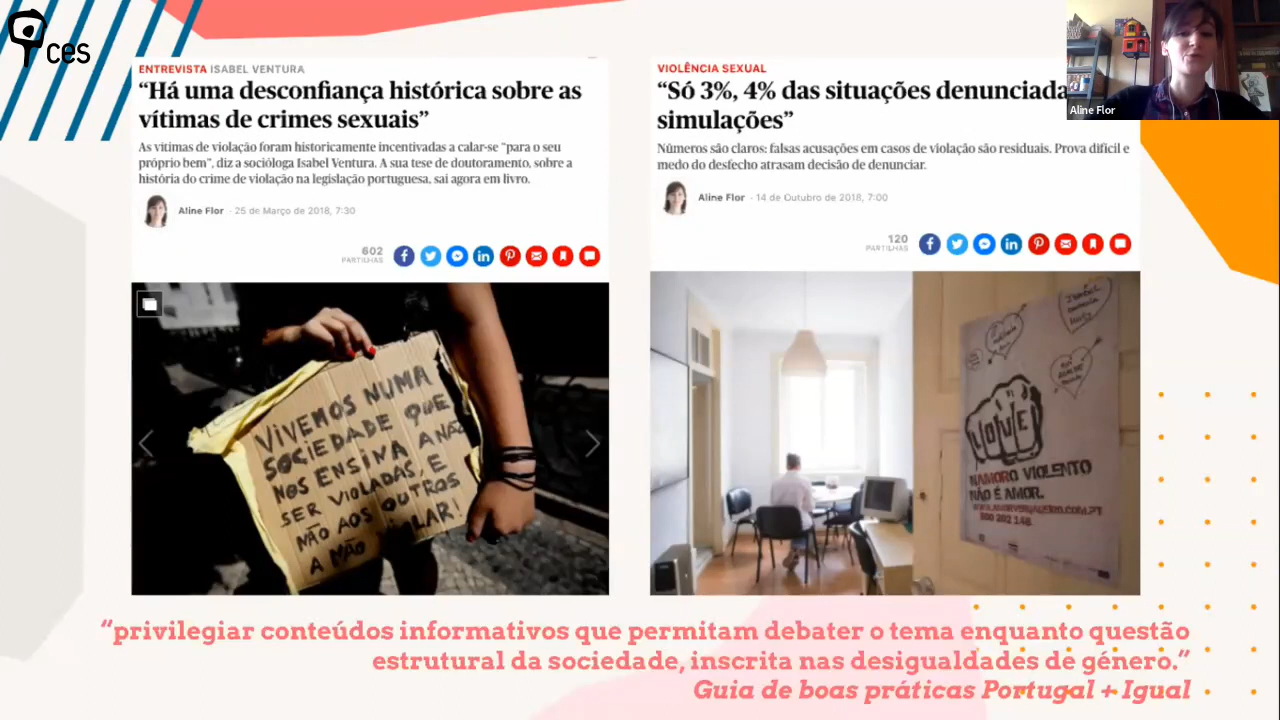 ces
ENTREVISTA ISABEL VENTURA
“Há uma desconfiança histórica sobre as
vítimas de crimes sexuais”
As vítimas de violação foram historicamente incentivadas a calar-se “para o seu
próprio bem”, diz a socióloga Isabel Ventura. A sua tese de doutoramento, sobre a
história do crime de violação na legislação portuguesa, sai agora em livro.
Aline Flor - 25 de Março de 2018, 7:30
602
PARTILHAS
VIVEMOS NUMA
SOCIEDADE QUE
NOS ENSINA A NÃO
SER VIOLADAS, E
NÃO AOS OUTROS
A NÃO VIOLAR!
VIOLÊNCIA SEXUAL
“Só 3%, 4% das situações denunciada
simulações”
Números são claros: falsas acusações em casos de violação são residuais. Prova difícil e
medo do desfecho atrasam decisão de denunciar.
Aline Flor - 14 de Outubro de 2018, 7:00
120
PARTILHAS
LOVE
NAMORO VIOLENTO
NÃO É AMOR.
800 202 148
Aline Flor
“privilegiar conteúdos informativos que permitam debater o tema enquanto questão
estrutural da sociedade, inscrita nas desigualdades de género.”
Guia de boas práticas Portugal + Igual